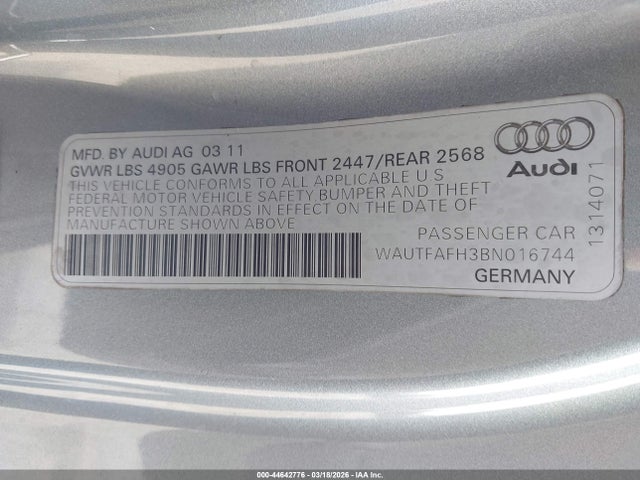 MFD. BY AUDI AG 03 11
GVWR LBS 4905 GAWR LBS FRONT 2447/REAR 2568
THIS VEHICLE CONFORMS TO ALL APPLICABLE U S
FEDERAL MOTOR VEHICLE SAFETY BUMPER AND THEFT
PREVENTION STANDARDS IN EFFECT ON THE DATE OF
MANUFACTURE SHOWN ABOVE
PASSENGER CAR
WAUTFAFH3BN016744
GERMANY
Audi
1314071
000-44642776 — 03/18/2026 — IAA Inc.